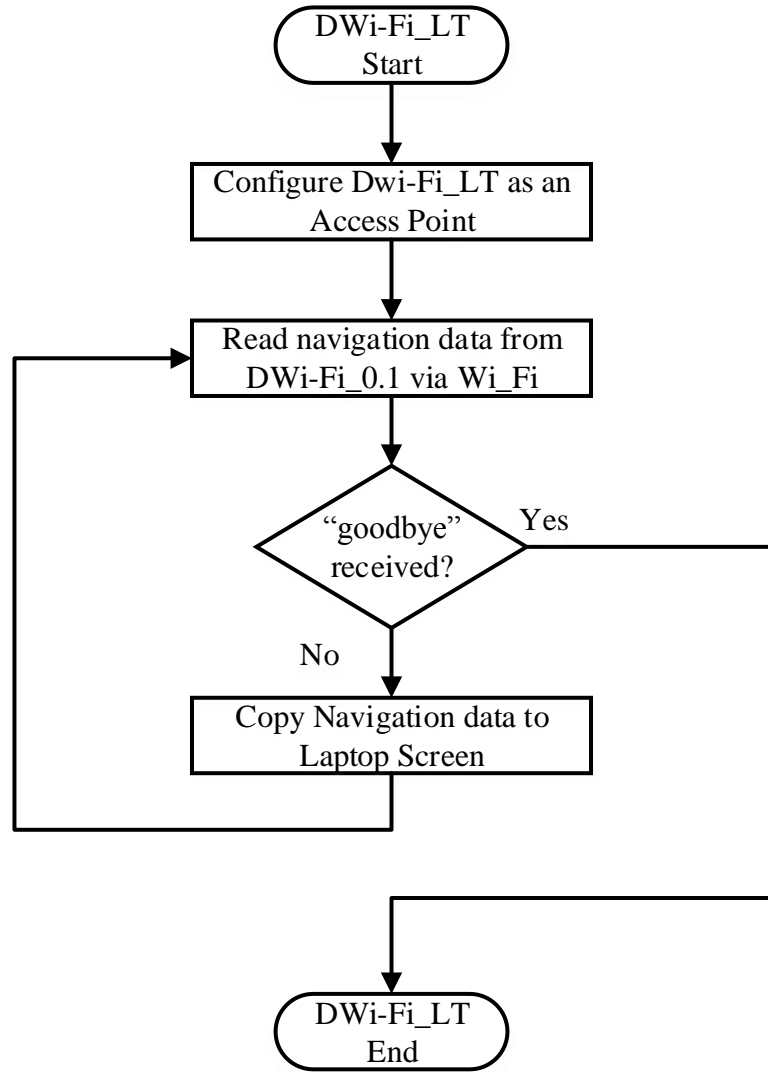 DWi-Fi_LT
Start
Configure Dwi-Fi_LT as an
Access Point
Read navigation data from
DWi-Fi_0.1 via Wi_Fi
“goodbye”
received?
Yes
No
Copy Navigation data to
Laptop Screen
DWi-Fi_LT
End